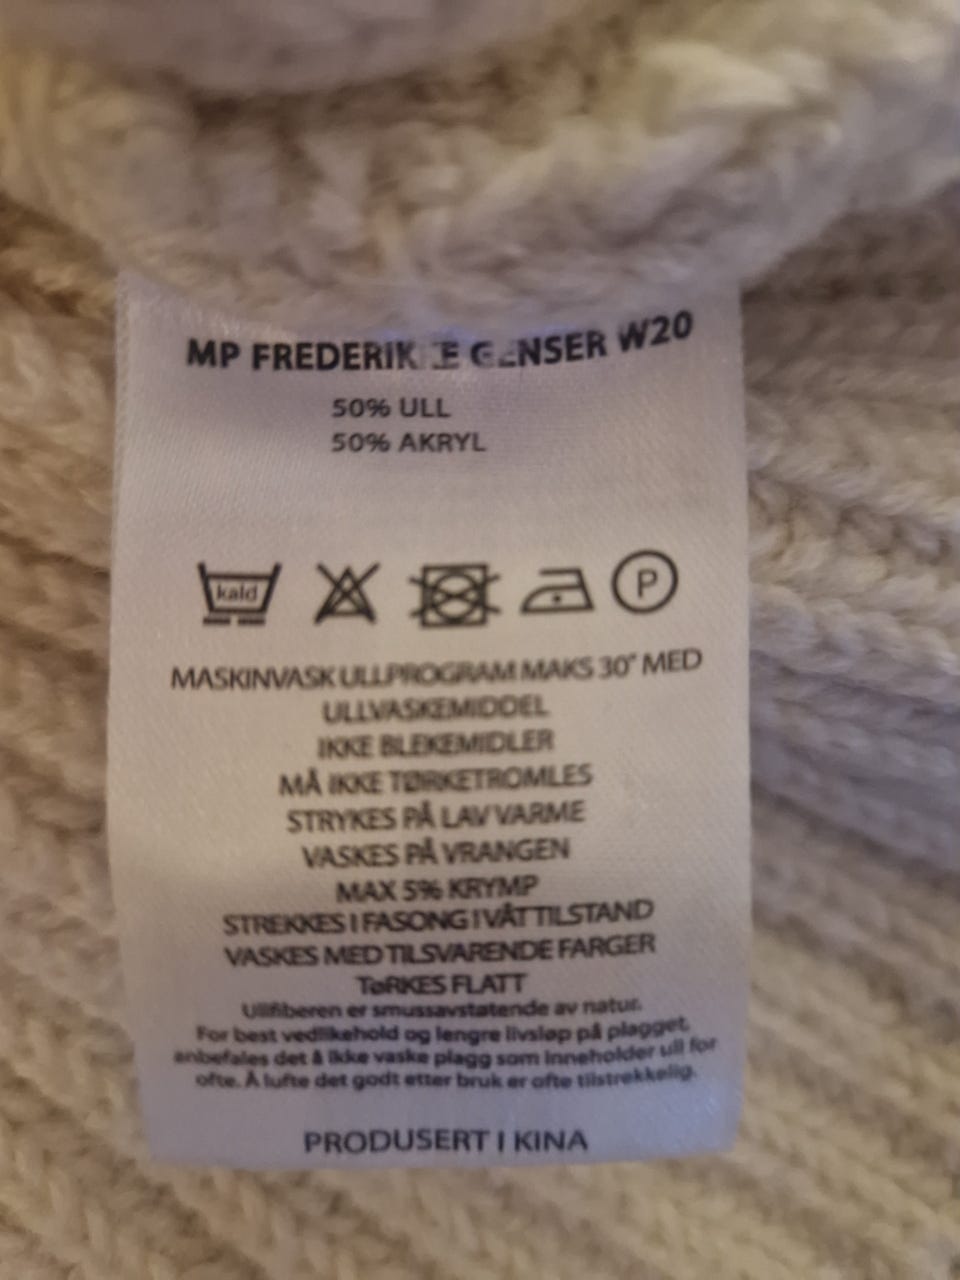 MP FREDERIKKE GENSER W20
50% ULL
50% AKRYL
kald
P
MASKINVASK ULLPROGRAM MAKS 30° MED
ULLVASKEMIDDEL
IKKE BLEKEMIDLER
MÅ IKKE TØRKETROMLES
STRYKES PÅ LAV VARME
VASKES PÅ VRANGEN
MAX 5% KRYMP
STREKKES I FASONG I VÅT TILSTAND
VASKES MED TILSVARENDE FARGER
TøRKES FLATT
Ullfiberen er smussavstøtende av natur.
For best vedlikehold og lengre livsløp på plagget,
anbefales det å ikke vaske plagg som inneholder ull for
ofte. Å lufte det godt etter bruk er ofte tilstrekkelig.
PRODUSERT I KINA